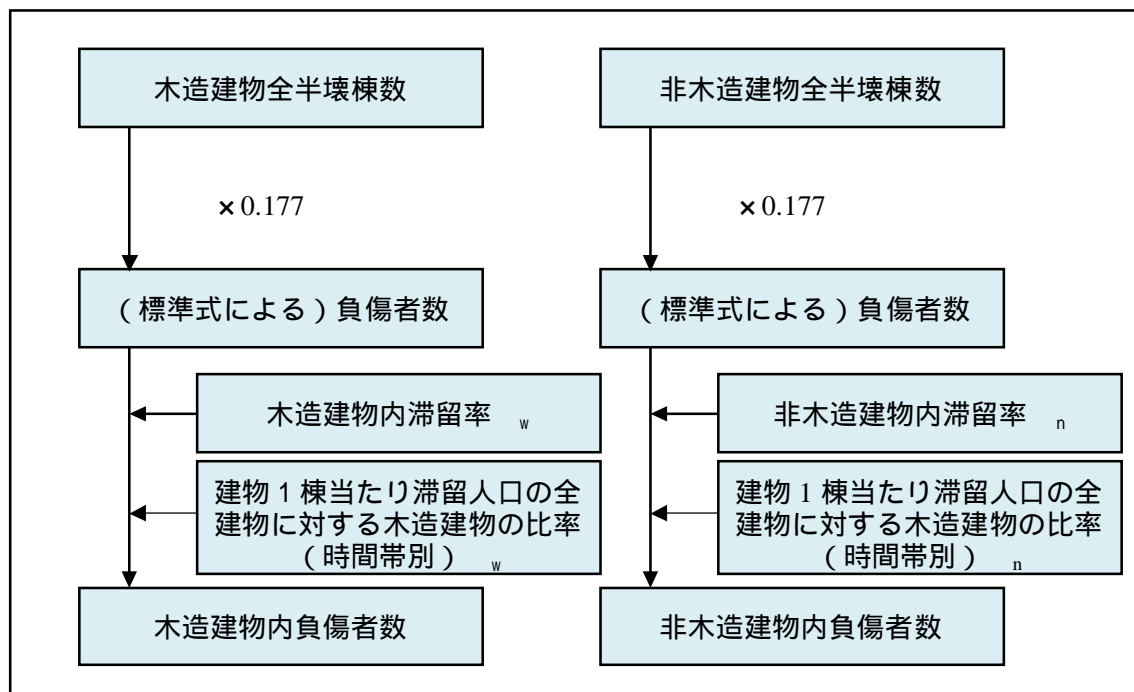 木造建物全半壊棟数
× 0.177
（標準式による）負傷者数
木造建物内滞留率 w
建物１棟当たり滞留人口の全
建物に対する木造建物の比率
（時間帯別） w
木造建物内負傷者数
非木造建物全半壊棟数
× 0.177
（標準式による）負傷者数
非木造建物内滞留率 n
建物 1 棟当たり滞留人口の全
建物に対する木造建物の比率
（時間帯別） n
非木造建物内負傷者数